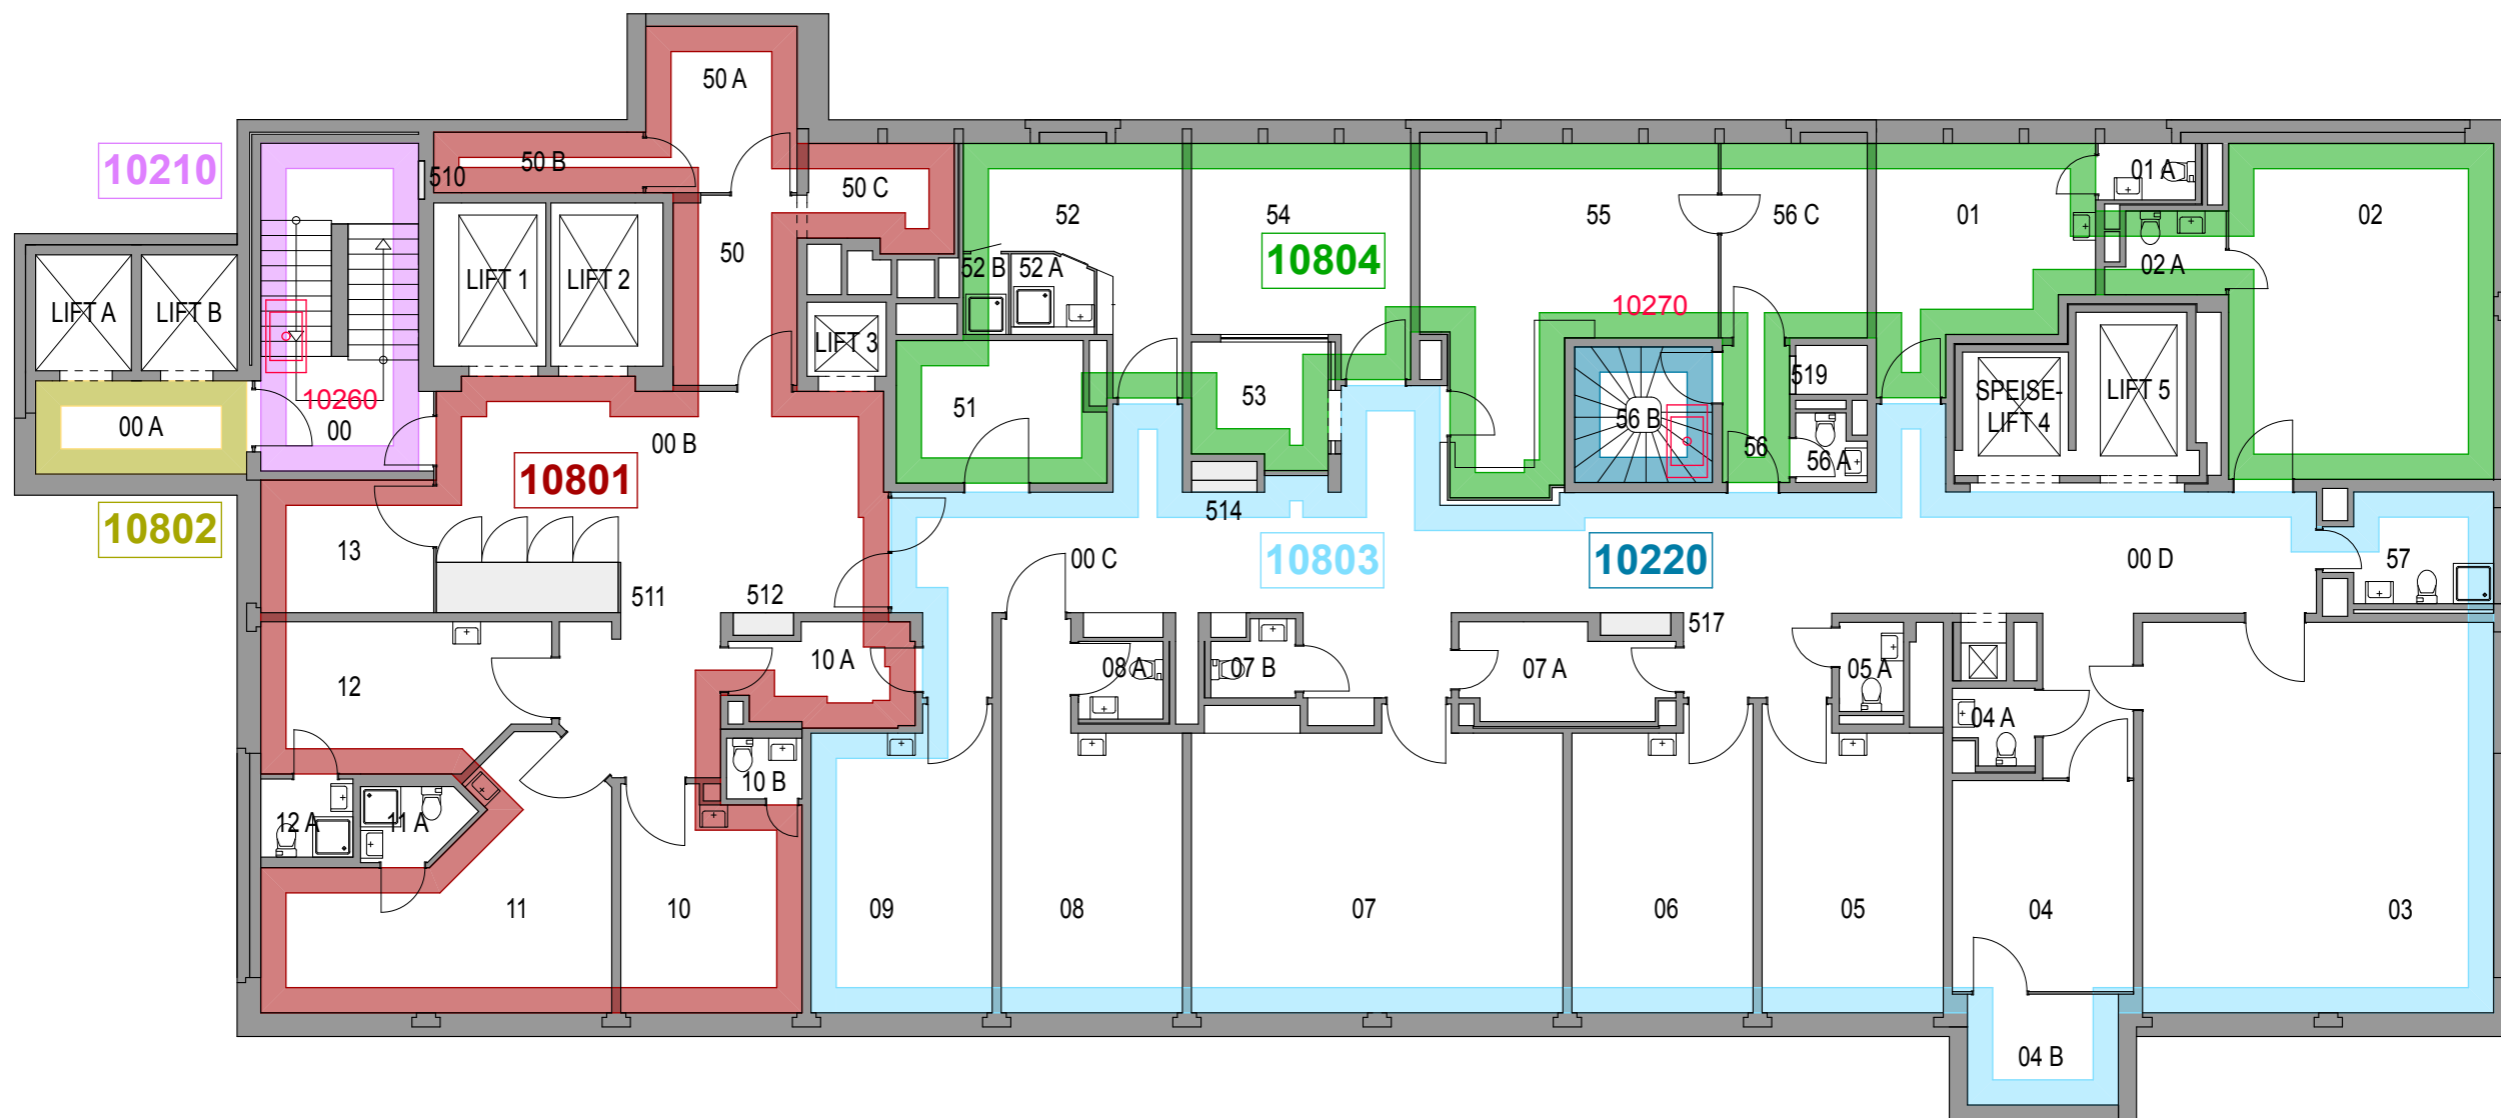 50 A
10210
50 B
510
50 C
01 A
52
54
55
56 C
01
02
50
10804
52 B
52 A
02 A
LIFT 1
LIFT 2
LIFT A
LIFT B
10270
LIFT 3
519
SPEISE-
LIFT 4
LIFT 5
51
53
10260
00
00 A
00 B
56 B
56
56 A
10801
514
10802
13
00 C
10803
10220
00 D
57
511
512
517
10 A
08 A
07 B
07 A
05 A
12
04 A
10 B
12 A
11 A
11
10
09
08
07
06
05
04
03
04 B